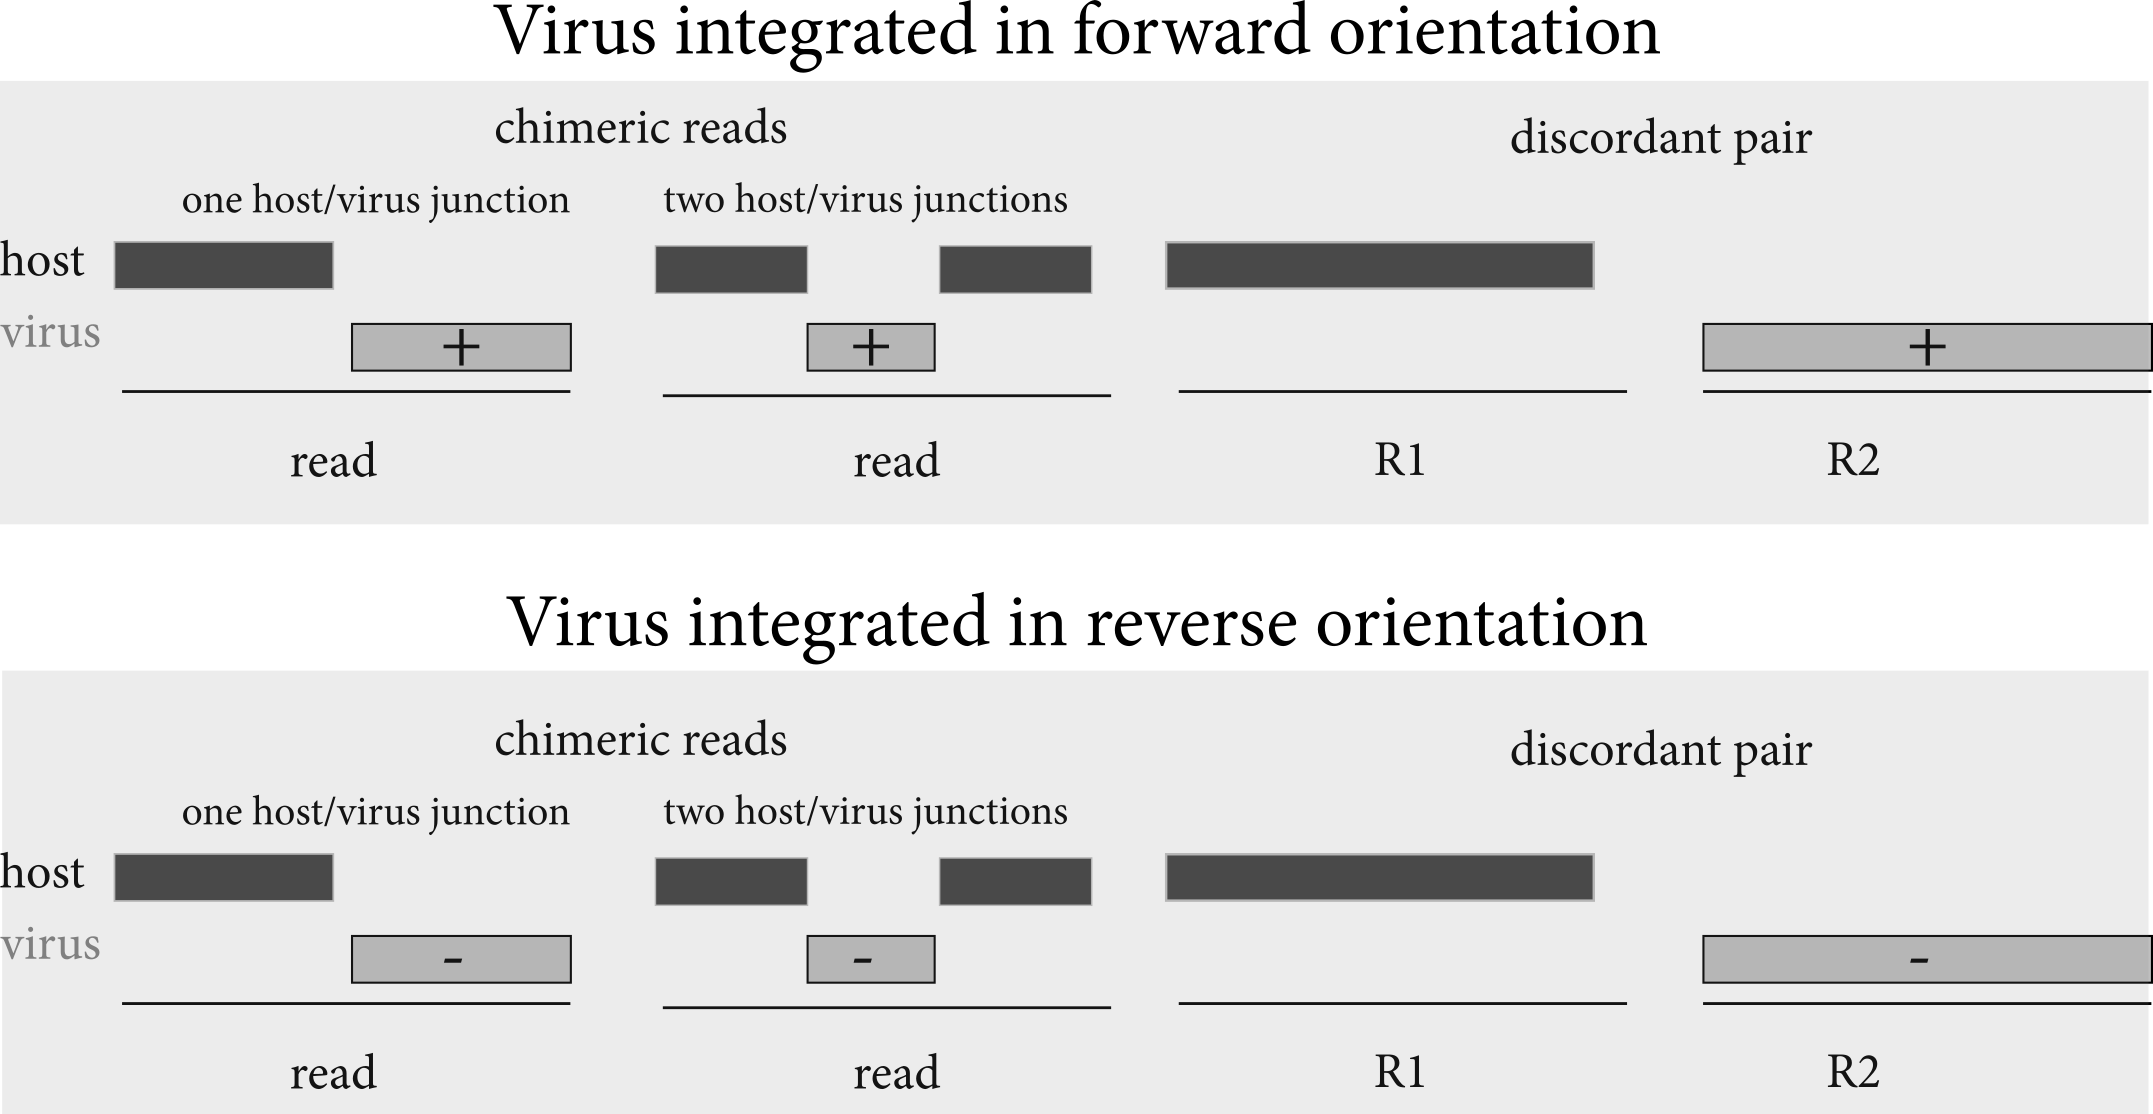 Virus integrated in forward orientation
chimeric reads
discordant pair
one host/virus junction
two host/virus junctions
host
virus
+
+
+
read
read
R1
R2
Virus integrated in reverse orientation
chimeric reads
discordant pair
one host/virus junction
two host/virus junctions
host
virus
-
-
-
read
read
R1
R2